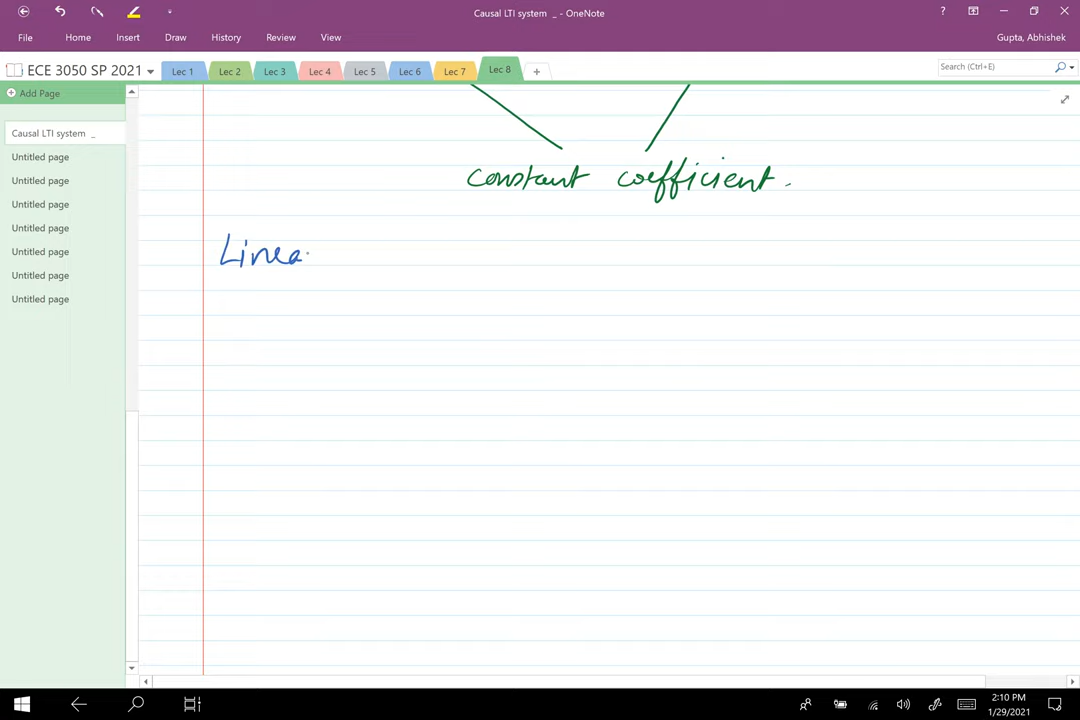 Causal LTI system _ - OneNote
?
File Home Insert Draw History Review View
Gupta, Abhishek
ECE 3050 SP 2021
Lec 1 Lec 2 Lec 3 Lec 4 Lec 5 Lec 6 Lec 7 Lec 8 +
Search (Ctrl+E)
Add Page
Causal LTI system _
Untitled page
Untitled page
Untitled page
Untitled page
Untitled page
Untitled page
Untitled page
constant coefficient.
Linea
2:10 PM
1/29/2021